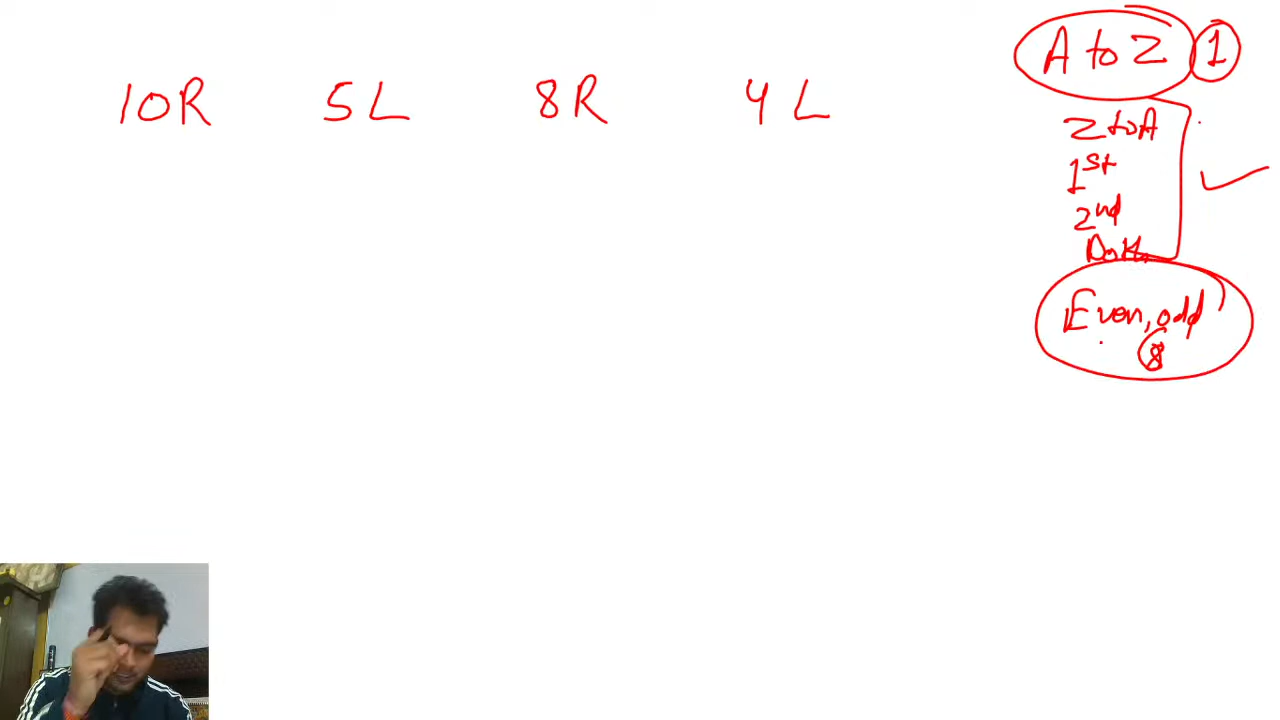 A to Z 1
10R 5L 8R 4L
Z to A
1st
2nd
Even, odd
8